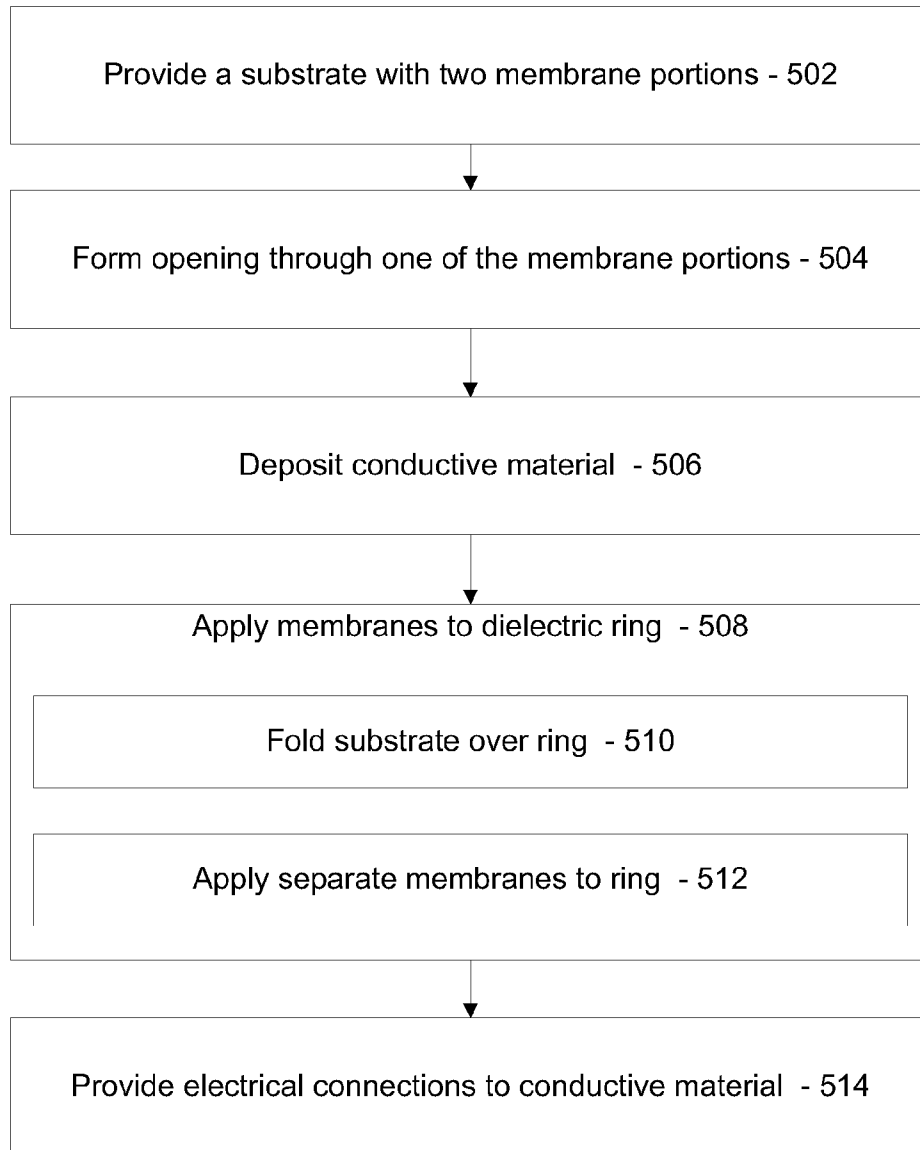 Provide a substrate with two membrane portions - 502
Form opening through one of the membrane portions - 504
Deposit conductive material - 506
Apply membranes to dielectric ring - 508
Fold substrate over ring - 510
Apply separate membranes to ring - 512
Provide electrical connections to conductive material - 514